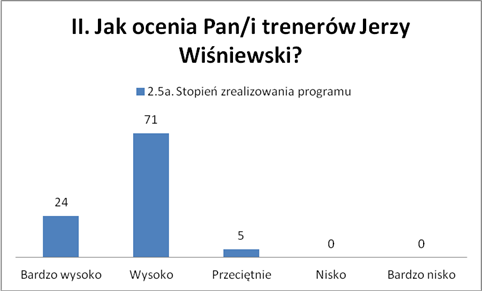 II. Jak ocenia Pan/i trenerów Jerzy
Wiśniewski?
2.5a. Stopień zrealizowania programu
24
71
5
0
0
Bardzo wysoko
Wysoko
Przeciętnie
Nisko
Bardzo nisko